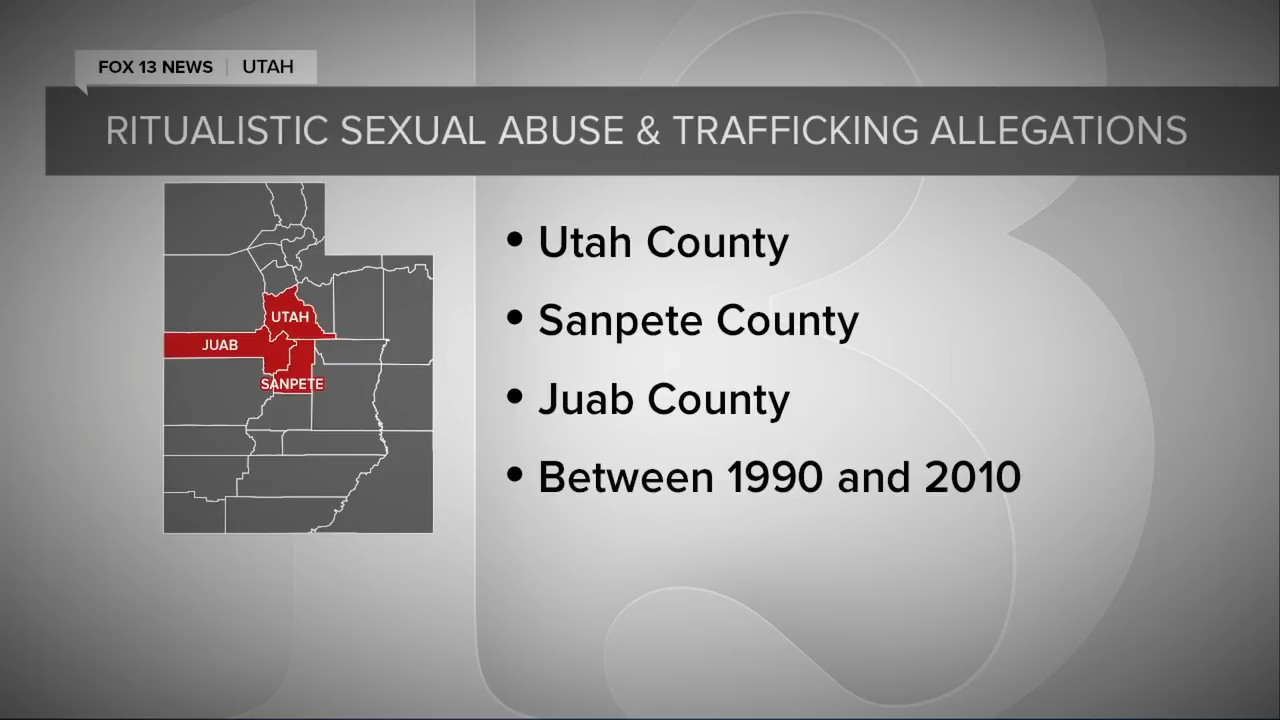 FOX 13 NEWS | UTAH
RITUALISTIC SEXUAL ABUSE & TRAFFICKING ALLEGATIONS
UTAH
JUAB
SANPETE
• Utah County
• Sanpete County
• Juab County
• Between 1990 and 2010